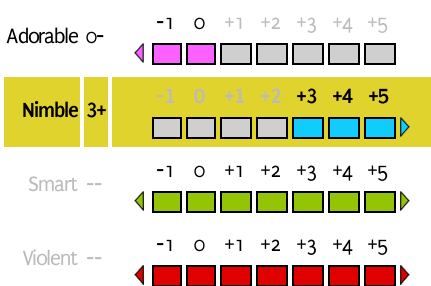 -1 0 +1 +2 +3 +4 +5
Adorable 0-
-1 0 +1 +2 +3 +4 +5
Nimble 3+
-1 0 +1 +2 +3 +4 +5
Smart --
-1 0 +1 +2 +3 +4 +5
Violent --